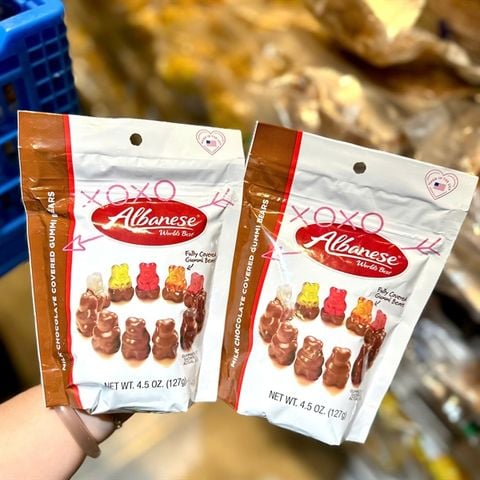 XOXO
Albanese®
World's Best
Fully Covered
Gummi Bears
MILK CHOCOLATE COVERED GUMMI BEARS
NET WT. 4.5 OZ. (127g)
XOXO
Albanese®
World's Best
Fully Covered
Gummi Bears
MILK CHOCOLATE COVERED GUMMI BEARS
NET WT. 4.5 OZ. (127g)